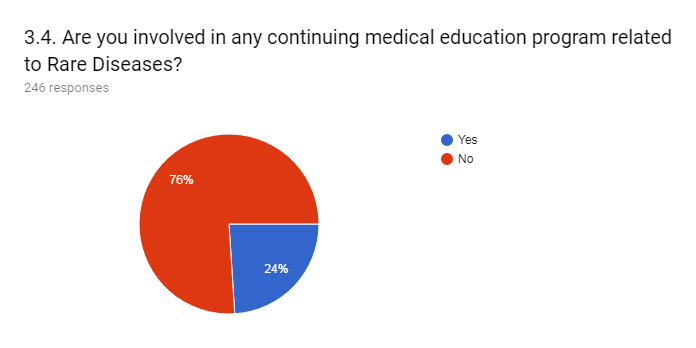 3.4. Are you involved in any continuing medical education program related
to Rare Diseases?
246 responses
Yes
No
76%
24%